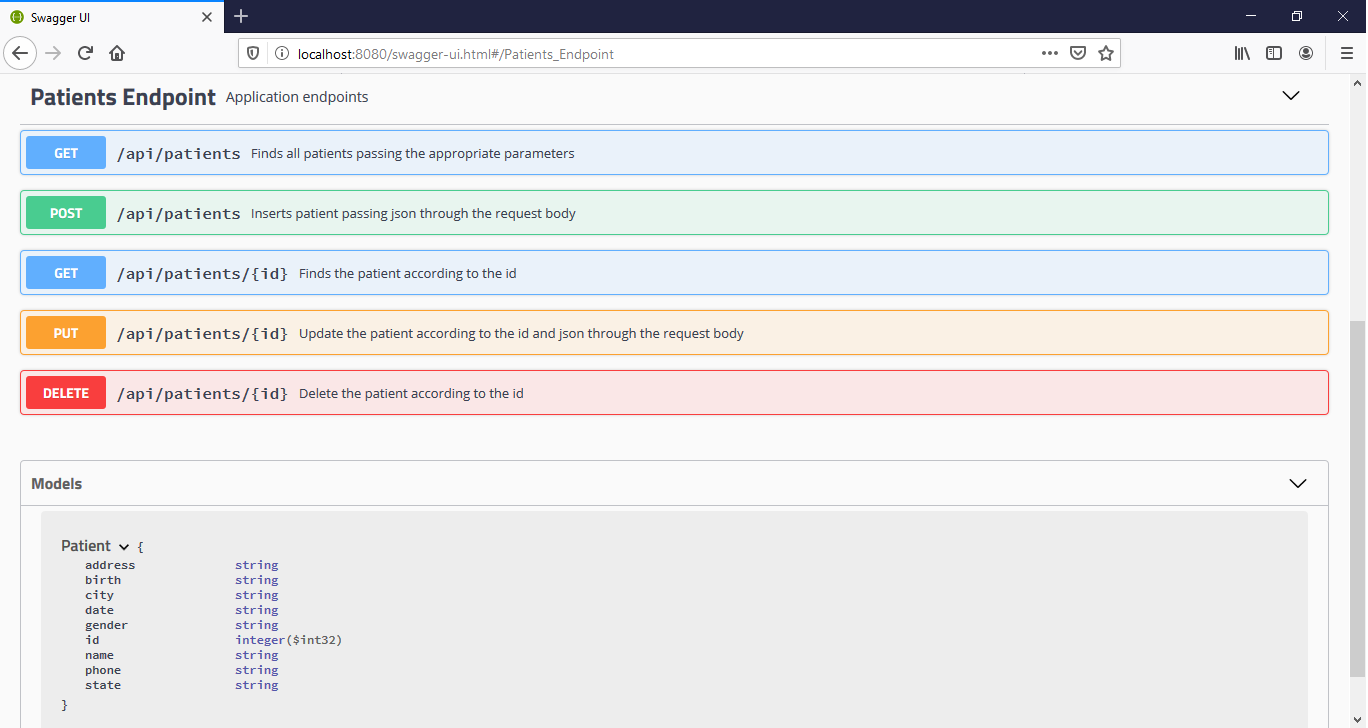 Swagger UI
localhost:8080/swagger-ui.html#/Patients_Endpoint
Patients Endpoint Application endpoints
GET /api/patients Finds all patients passing the appropriate parameters
POST /api/patients Inserts patient passing json through the request body
GET /api/patients/{id} Finds the patient according to the id
PUT /api/patients/{id} Update the patient according to the id and json through the request body
DELETE /api/patients/{id} Delete the patient according to the id
Models
Patient {
address string
birth string
city string
date string
gender string
id integer($int32)
name string
phone string
state string
}